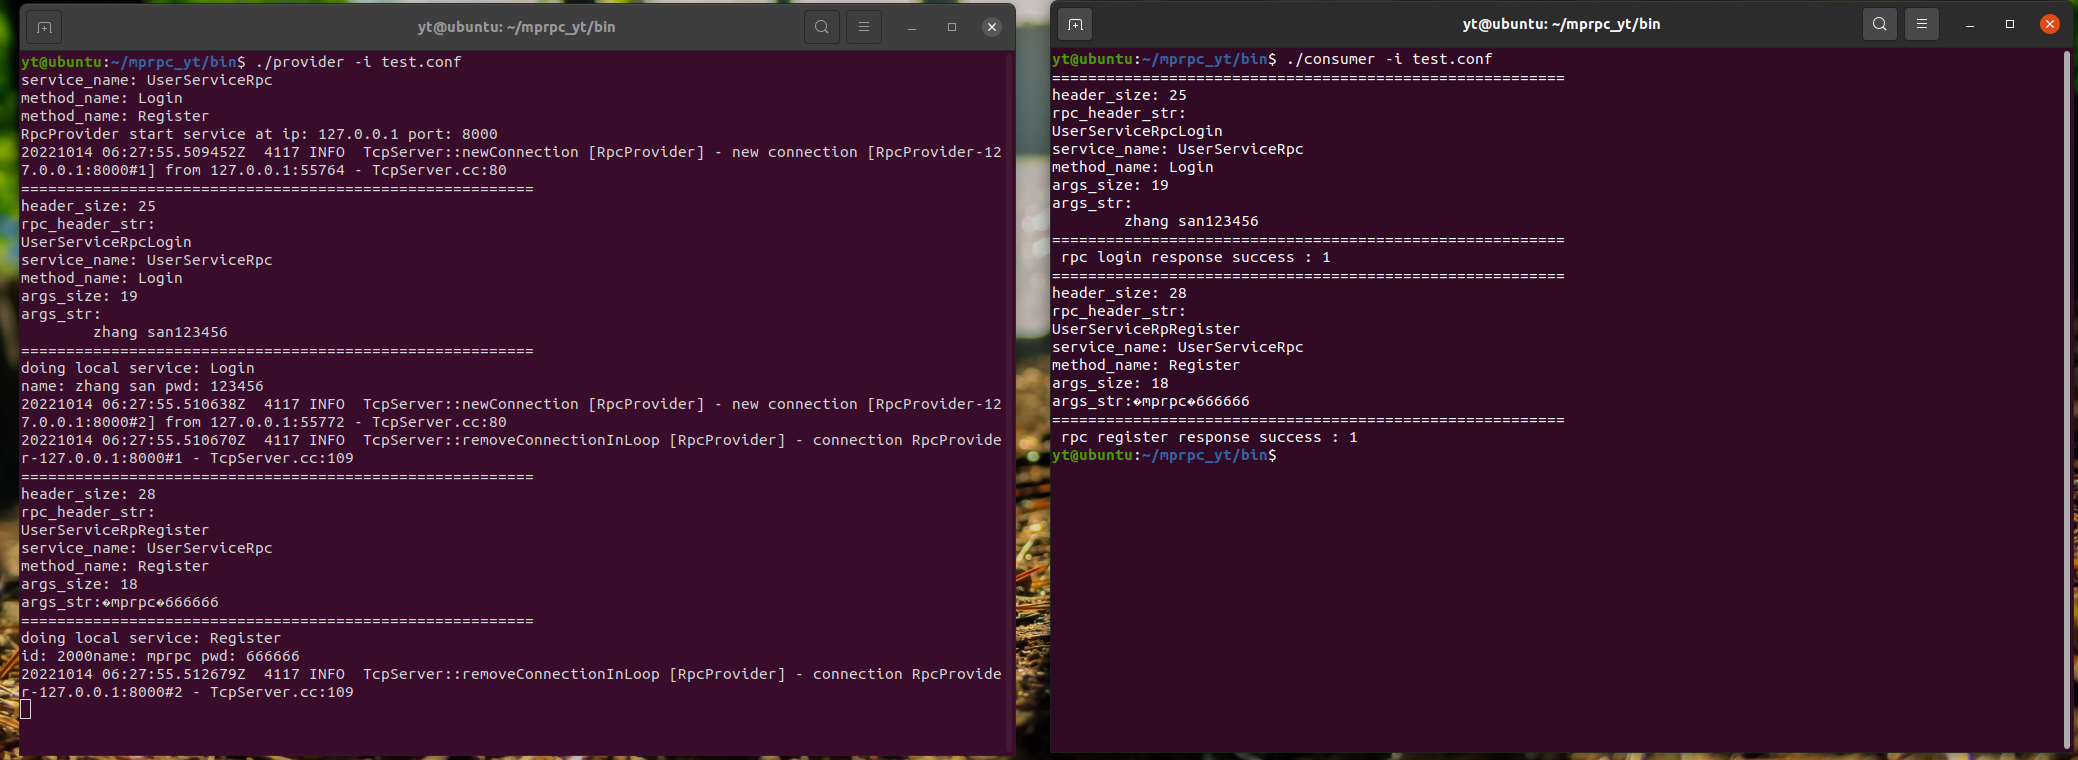 yt@ubuntu: ~/mprpc_yt/bin
yt@ubuntu:~/mprpc_yt/bin$ ./provider -i test.conf
service_name: UserServiceRpc
method_name: Login
method_name: Register
RpcProvider start service at ip: 127.0.0.1 port: 8000
20221014 06:27:55.509452Z  4117 INFO  TcpServer::newConnection [RpcProvider] - new connection [RpcProvider-12
7.0.0.1:8000#1] from 127.0.0.1:55764 - TcpServer.cc:80
=========================================================
header_size: 25
rpc_header_str:
UserServiceRpcLogin
service_name: UserServiceRpc
method_name: Login
args_size: 19
args_str:
        zhang san123456
=========================================================
doing local service: Login
name: zhang san pwd: 123456
20221014 06:27:55.510638Z  4117 INFO  TcpServer::newConnection [RpcProvider] - new connection [RpcProvider-12
7.0.0.1:8000#2] from 127.0.0.1:55772 - TcpServer.cc:80
20221014 06:27:55.510670Z  4117 INFO  TcpServer::removeConnectionInLoop [RpcProvider] - connection RpcProvide
r-127.0.0.1:8000#1 - TcpServer.cc:109
=========================================================
header_size: 28
rpc_header_str:
UserServiceRpRegister
service_name: UserServiceRpc
method_name: Register
args_size: 18
args_str:�mprpc�666666
=========================================================
doing local service: Register
id: 2000name: mprpc pwd: 666666
20221014 06:27:55.512679Z  4117 INFO  TcpServer::removeConnectionInLoop [RpcProvider] - connection RpcProvide
r-127.0.0.1:8000#2 - TcpServer.cc:109
yt@ubuntu: ~/mprpc_yt/bin
yt@ubuntu:~/mprpc_yt/bin$ ./consumer -i test.conf
=========================================================
header_size: 25
rpc_header_str:
UserServiceRpcLogin
service_name: UserServiceRpc
method_name: Login
args_size: 19
args_str:
        zhang san123456
=========================================================
 rpc login response success : 1
=========================================================
header_size: 28
rpc_header_str:
UserServiceRpRegister
service_name: UserServiceRpc
method_name: Register
args_size: 18
args_str:�mprpc�666666
=========================================================
 rpc register response success : 1
yt@ubuntu:~/mprpc_yt/bin$